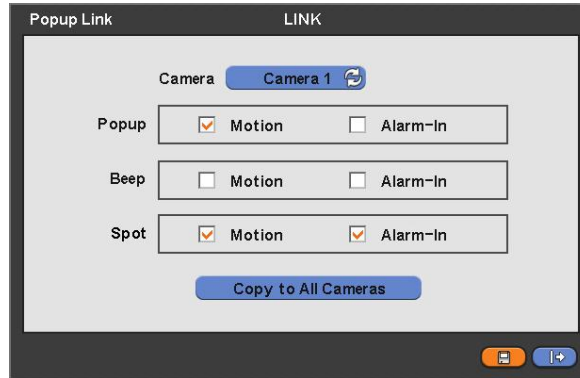 Popup Link LINK
Camera Camera 1
Popup Motion Alarm-In
Beep Motion Alarm-In
Spot Motion Alarm-In
Copy to All Cameras